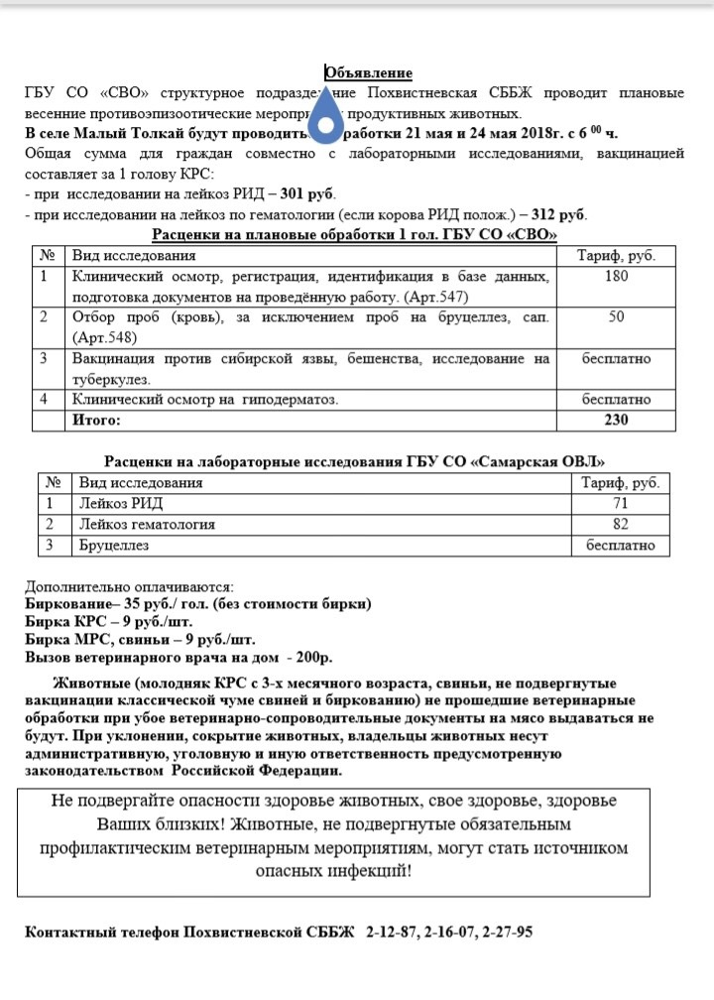 Объявление
ГБУ СО «СВО» структурное Похвистневская СББЖ проводит плановые
весенние противоэпизоотические продуктивных животных.
В селе Малый Толкай будут 21 мая и 24 мая 2018г. с 6 00 ч.
Общая сумма для граждан совместно с лабораторными исследованиями, вакцинацией
составляет за 1 голову КРС:
- при исследовании на лейкоз РИД – 301 руб.
- при исследовании на лейкоз по гематологии (если корова РИД полож.) – 312 руб.
Расценки на плановые обработки 1 гол. ГБУ СО «СВО»
№ Вид исследования Тариф, руб.
1 Клинический осмотр, регистрация, идентификация в базе данных, 180
подготовка документов на проведённую работу. (Арт.547)
2 Отбор проб (кровь), за исключением проб на бруцеллез, сап. 50
(Арт.548)
3 Вакцинация против сибирской язвы, бешенства, исследование на бесплатно
туберкулез.
4 Клинический осмотр на гиподерматоз. бесплатно
Итого: 230
Расценки на лабораторные исследования ГБУ СО «Самарская ОВЛ»
№ Вид исследования Тариф, руб.
1 Лейкоз РИД 71
2 Лейкоз гематология 82
3 Бруцеллез бесплатно
Дополнительно оплачиваются:
Биркование– 35 руб./ гол. (без стоимости бирки)
Бирка КРС – 9 руб./шт.
Бирка МРС, свиньи – 9 руб./шт.
Вызов ветеринарного врача на дом - 200р.
Животные (молодняк КРС с 3-х месячного возраста, свиньи, не подвергнутые
вакцинации классической чуме свиней и биркованию) не прошедшие ветеринарные
обработки при убое ветеринарно-сопроводительные документы на мясо выдаваться не
будут. При уклонении, сокрытие животных, владельцы животных несут
административную, уголовную и иную ответственность предусмотренную
законодательством Российской Федерации.
Не подвергайте опасности здоровье животных, свое здоровье, здоровье
Ваших близких! Животные, не подвергнутые обязательным
профилактическим ветеринарным мероприятиям, могут стать источником
опасных инфекций!
Контактный телефон Похвистневской СББЖ 2-12-87, 2-16-07, 2-27-95